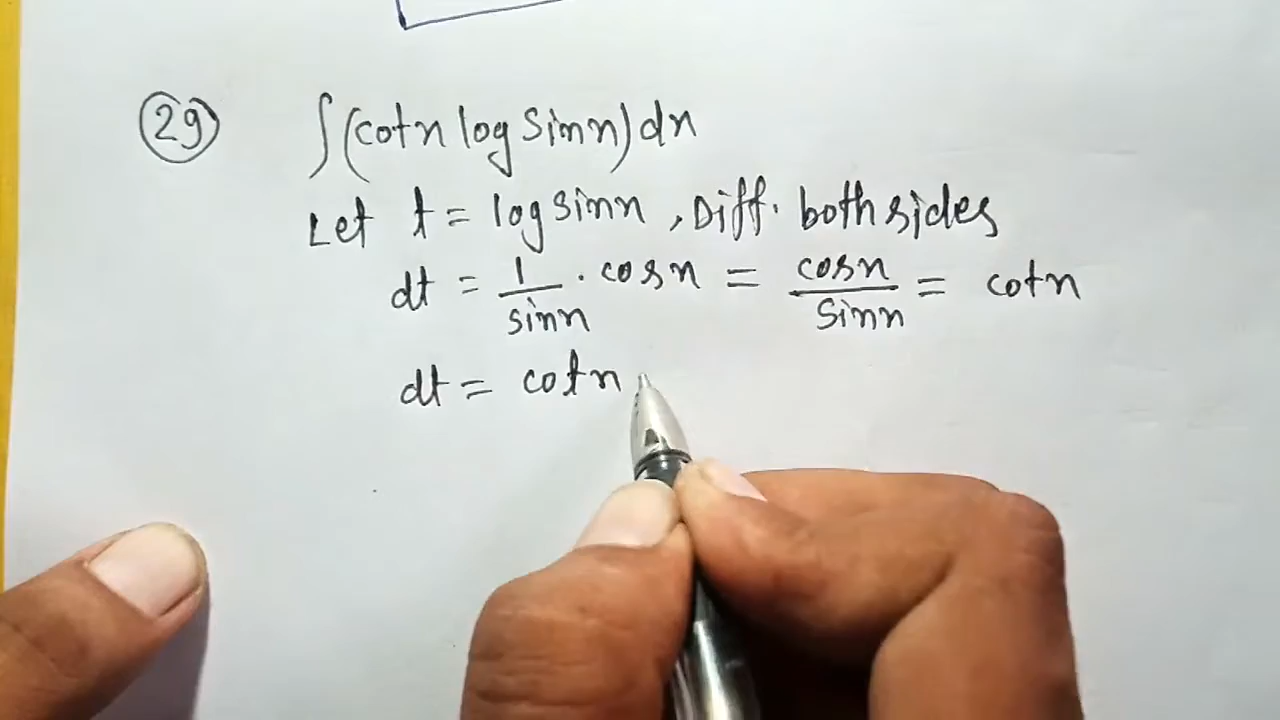 29 ∫(cotx log sinx) dx
Let t = log sinx, Diff. both sides
dt = 1/sinx · cosx = cosx/sinx = cotx
dt = cotx